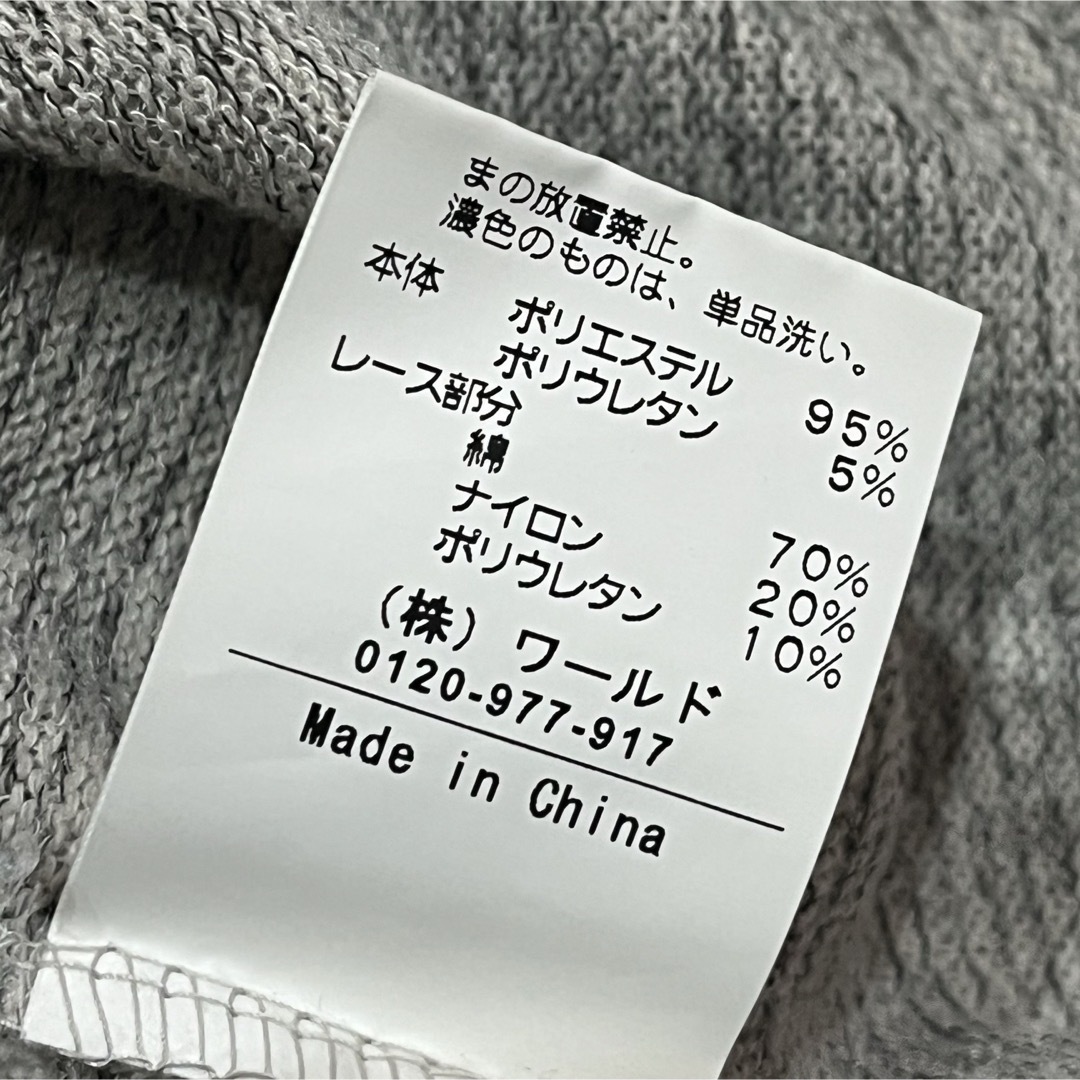 まの放置禁止。
濃色のものは、単品洗い。
本体
ポリエステル 95%
ポリウレタン 5%
レース部分
綿 70%
ナイロン 20%
ポリウレタン 10%
(株) ワールド
0120-977-917
Made in China